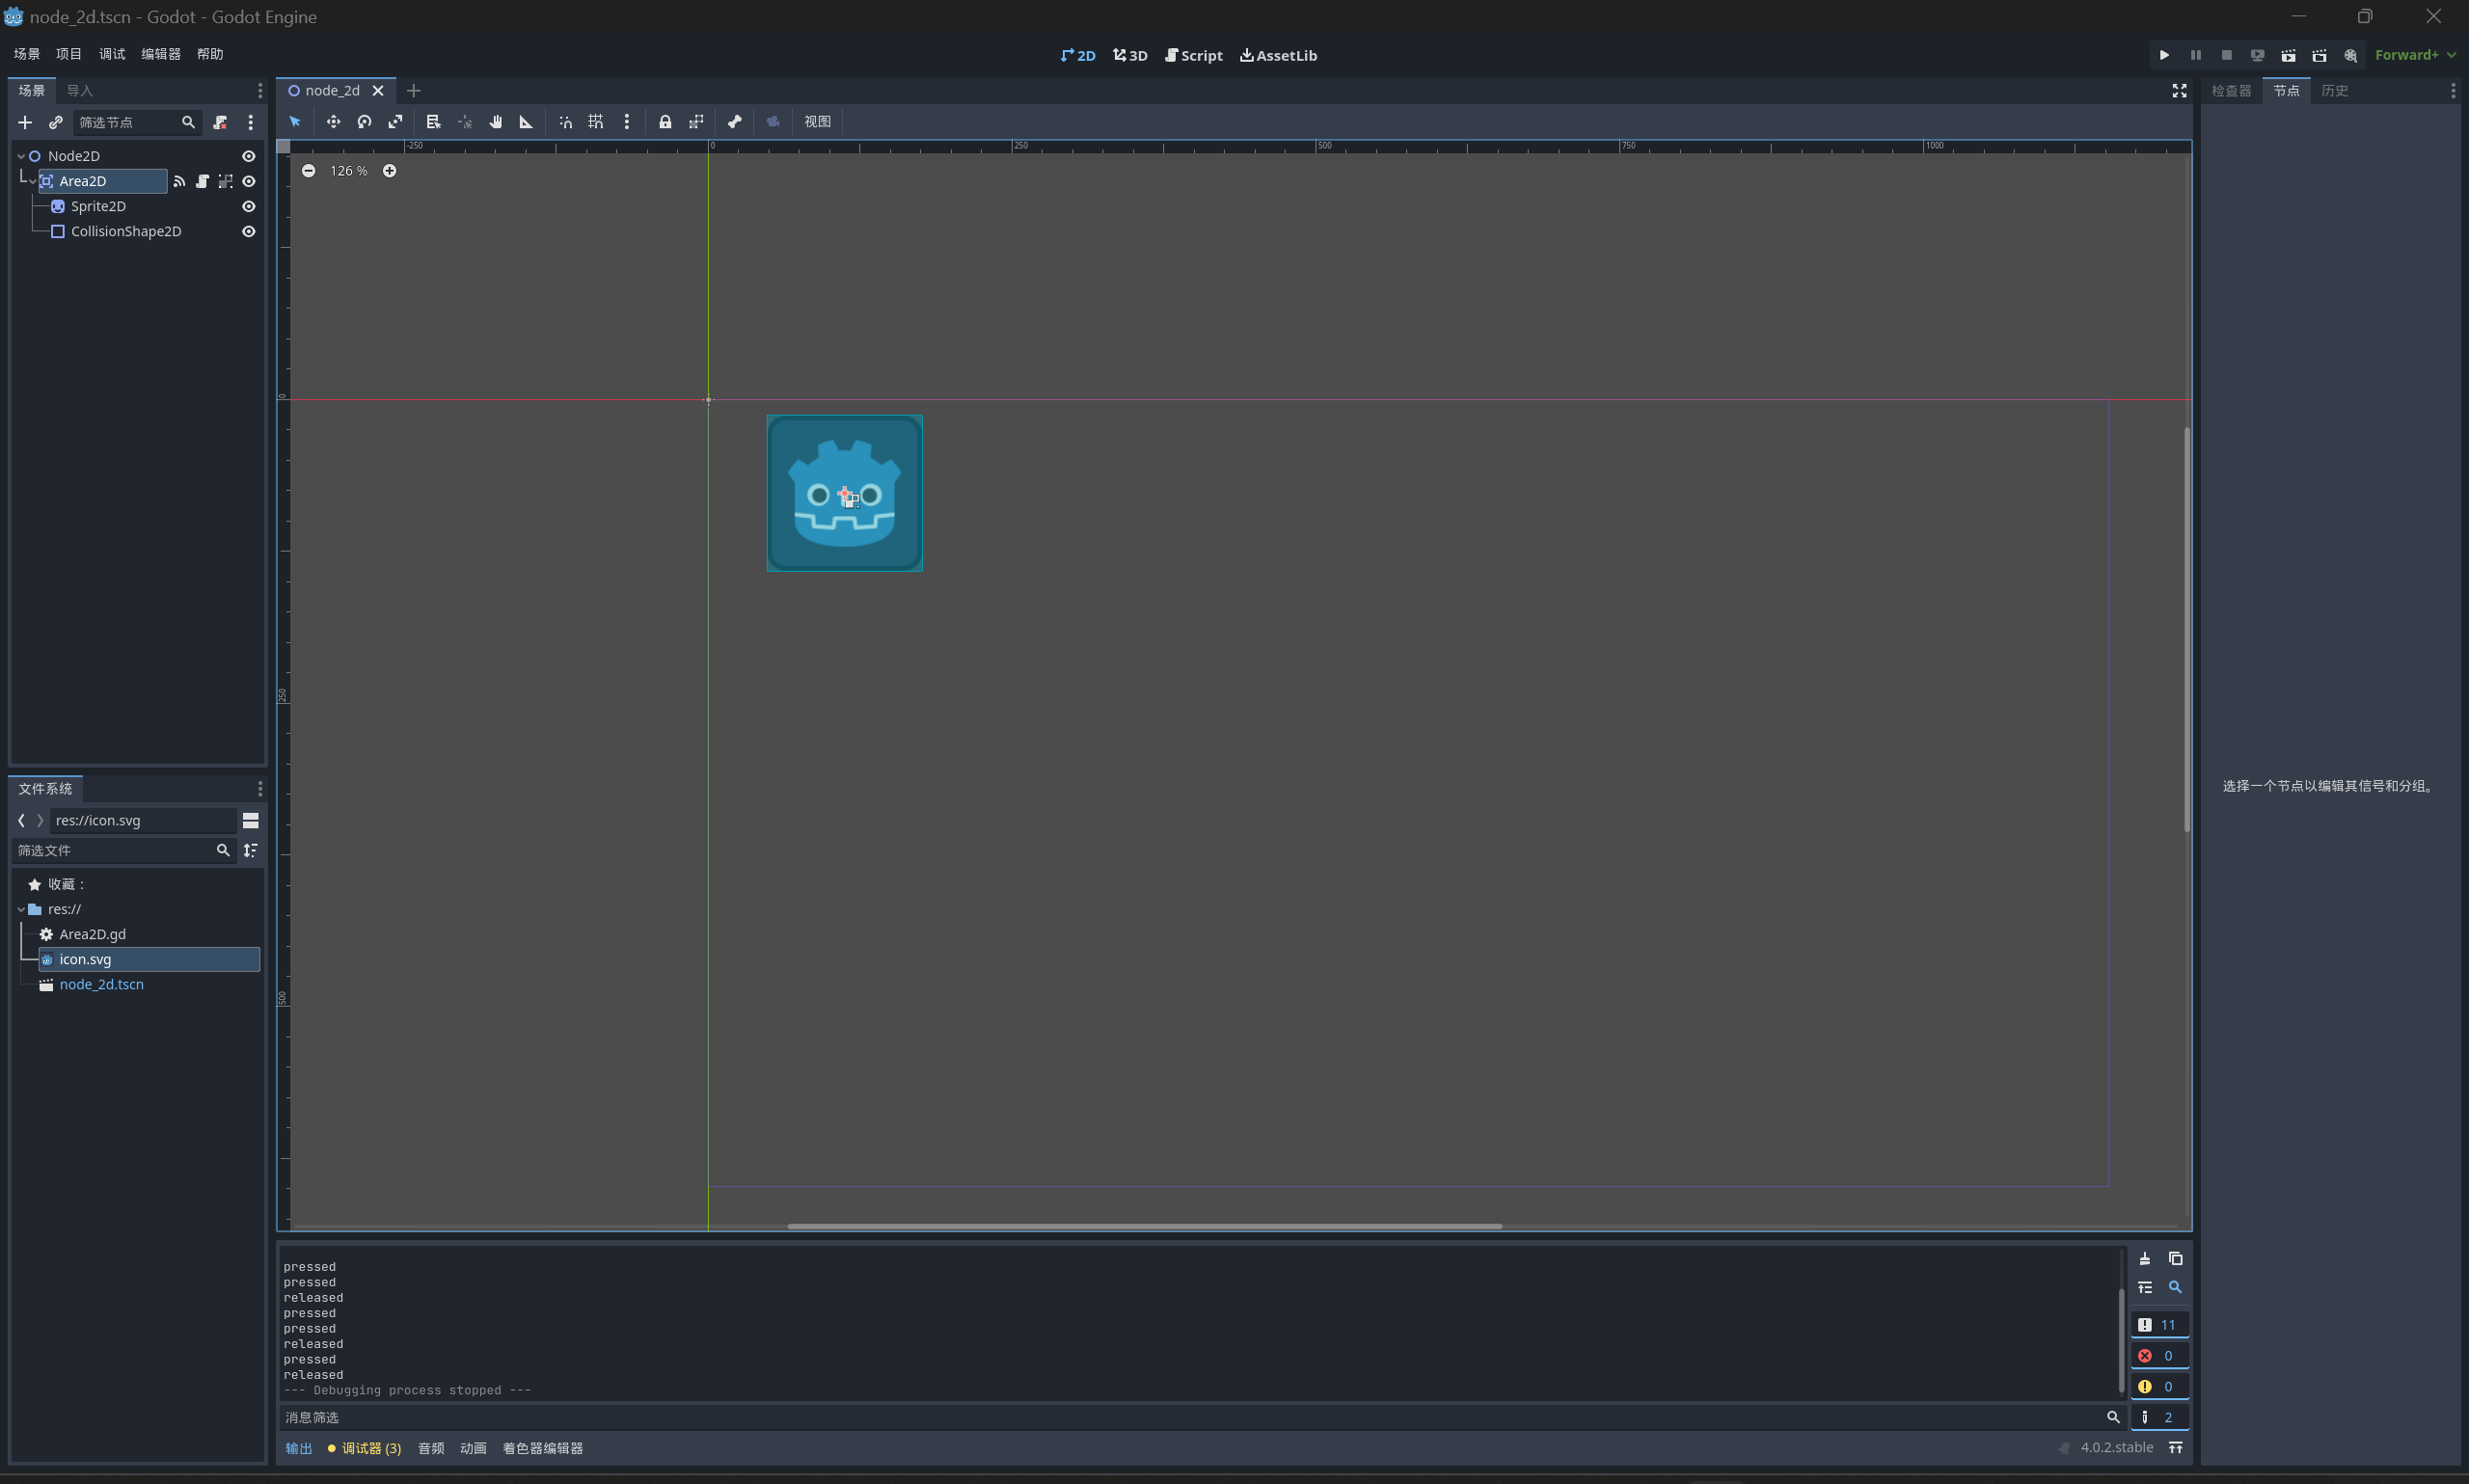 node_2d.tscn - Godot - Godot Engine
场景 项目 调试 编辑器 帮助
2D 3D Script AssetLib
Forward+
场景 导入
筛选节点
Node2D
Area2D
Sprite2D
CollisionShape2D
node_2d
视图
-250 0 250 500 750 1000
126 %
0
250
500
文件系统
res://icon.svg
筛选文件
收藏：
res://
Area2D.gd
icon.svg
node_2d.tscn
pressed
pressed
released
pressed
pressed
released
pressed
released
--- Debugging process stopped ---
消息筛选
11
0
0
2
输出 调试器 (3) 音频 动画 着色器编辑器
4.0.2.stable
检查器 节点 历史
选择一个节点以编辑其信号和分组。